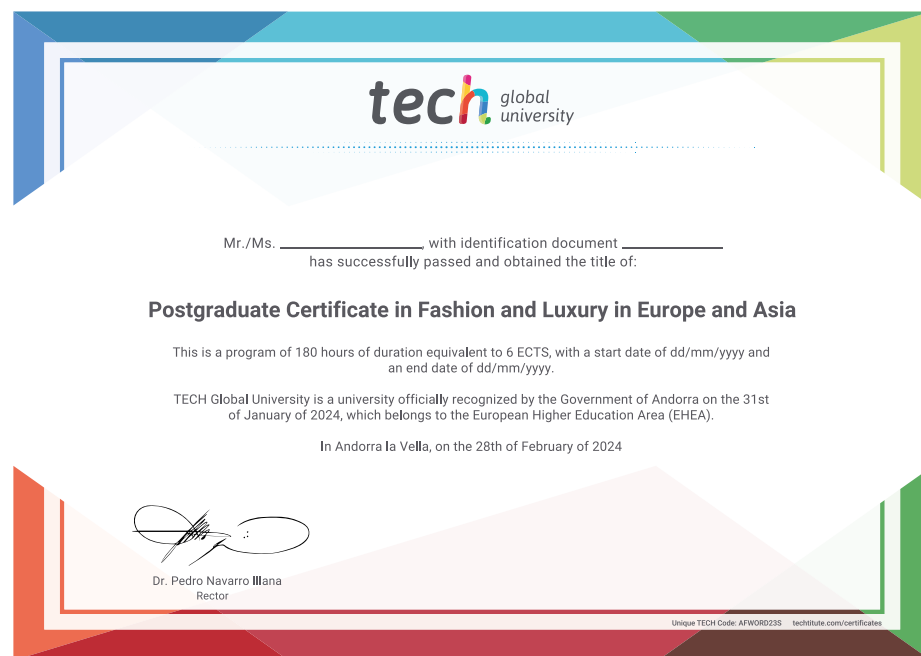 tech global
university
Mr./Ms. ____________, with identification document ____________
has successfully passed and obtained the title of:
Postgraduate Certificate in Fashion and Luxury in Europe and Asia
This is a program of 180 hours of duration equivalent to 6 ECTS, with a start date of dd/mm/yyyy and
an end date of dd/mm/yyyy.
TECH Global University is a university officially recognized by the Government of Andorra on the 31st
of January of 2024, which belongs to the European Higher Education Area (EHEA).
In Andorra la Vella, on the 28th of February of 2024
Dr. Pedro Navarro Illana
Rector
Unique TECH Code: AFWORD23S techtitute.com/certificates